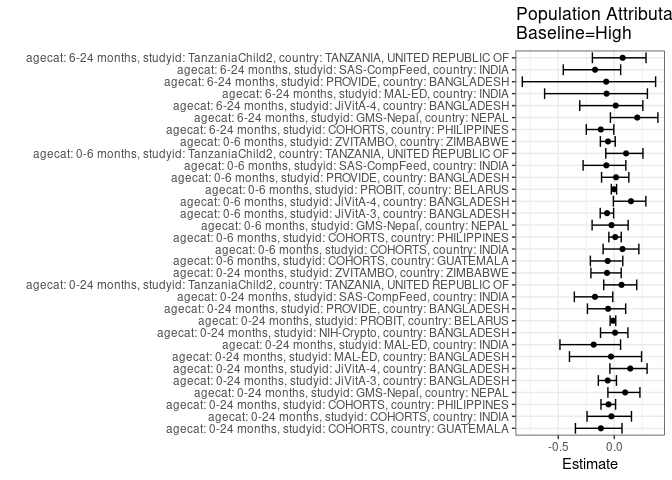 Population Attributa
Baseline=High
agecat: 6-24 months, studyid: TanzaniaChild2, country: TANZANIA, UNITED REPUBLIC OF
agecat: 6-24 months, studyid: SAS-CompFeed, country: INDIA
agecat: 6-24 months, studyid: PROVIDE, country: BANGLADESH
agecat: 6-24 months, studyid: MAL-ED, country: INDIA
agecat: 6-24 months, studyid: JiVitA-4, country: BANGLADESH
agecat: 6-24 months, studyid: GMS-Nepal, country: NEPAL
agecat: 6-24 months, studyid: COHORTS, country: PHILIPPINES
agecat: 0-6 months, studyid: ZVITAMBO, country: ZIMBABWE
agecat: 0-6 months, studyid: TanzaniaChild2, country: TANZANIA, UNITED REPUBLIC OF
agecat: 0-6 months, studyid: SAS-CompFeed, country: INDIA
agecat: 0-6 months, studyid: PROVIDE, country: BANGLADESH
agecat: 0-6 months, studyid: PROBIT, country: BELARUS
agecat: 0-6 months, studyid: JiVitA-4, country: BANGLADESH
agecat: 0-6 months, studyid: JiVitA-3, country: BANGLADESH
agecat: 0-6 months, studyid: GMS-Nepal, country: NEPAL
agecat: 0-6 months, studyid: COHORTS, country: PHILIPPINES
agecat: 0-6 months, studyid: COHORTS, country: INDIA
agecat: 0-6 months, studyid: COHORTS, country: GUATEMALA
agecat: 0-24 months, studyid: ZVITAMBO, country: ZIMBABWE
agecat: 0-24 months, studyid: TanzaniaChild2, country: TANZANIA, UNITED REPUBLIC OF
agecat: 0-24 months, studyid: SAS-CompFeed, country: INDIA
agecat: 0-24 months, studyid: PROVIDE, country: BANGLADESH
agecat: 0-24 months, studyid: PROBIT, country: BELARUS
agecat: 0-24 months, studyid: NIH-Crypto, country: BANGLADESH
agecat: 0-24 months, studyid: MAL-ED, country: INDIA
agecat: 0-24 months, studyid: MAL-ED, country: BANGLADESH
agecat: 0-24 months, studyid: JiVitA-4, country: BANGLADESH
agecat: 0-24 months, studyid: JiVitA-3, country: BANGLADESH
agecat: 0-24 months, studyid: GMS-Nepal, country: NEPAL
agecat: 0-24 months, studyid: COHORTS, country: PHILIPPINES
agecat: 0-24 months, studyid: COHORTS, country: INDIA
agecat: 0-24 months, studyid: COHORTS, country: GUATEMALA
-0.5 0.0
Estimate